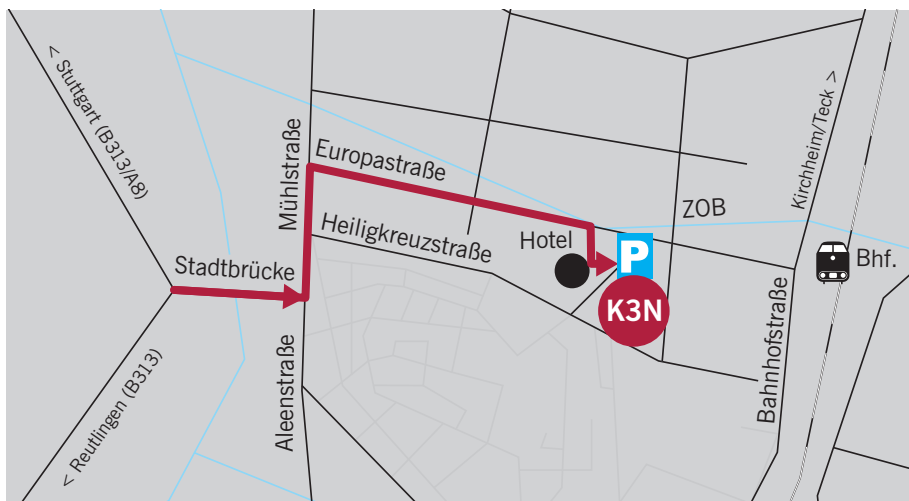 < Stuttgart (B313/A8)
Mühlstraße
Europastraße
Kirchheim/Teck >
Heiligkreuzstraße
Hotel
ZOB
P
Bhf.
Stadtbrücke
K3N
Aleenstraße
Bahnhofstraße
< Reutlingen (B313)